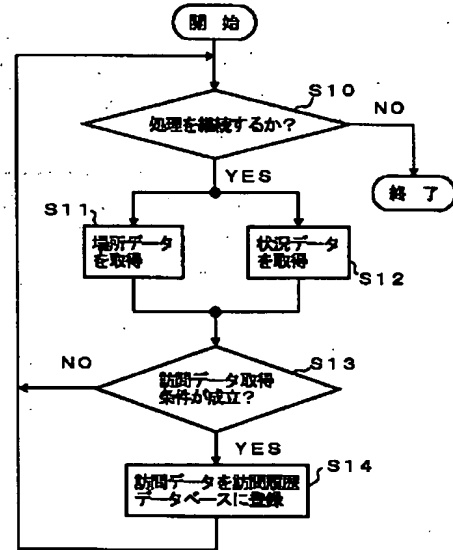 開 始
S10
処理を継続するか?
NO
YES
終 了
S11
場所データ
を取得
状況データ
を取得
S12
NO
S13
訪問データ取得
条件が成立?
YES
S14
訪問データを訪問履歴
データベースに登録